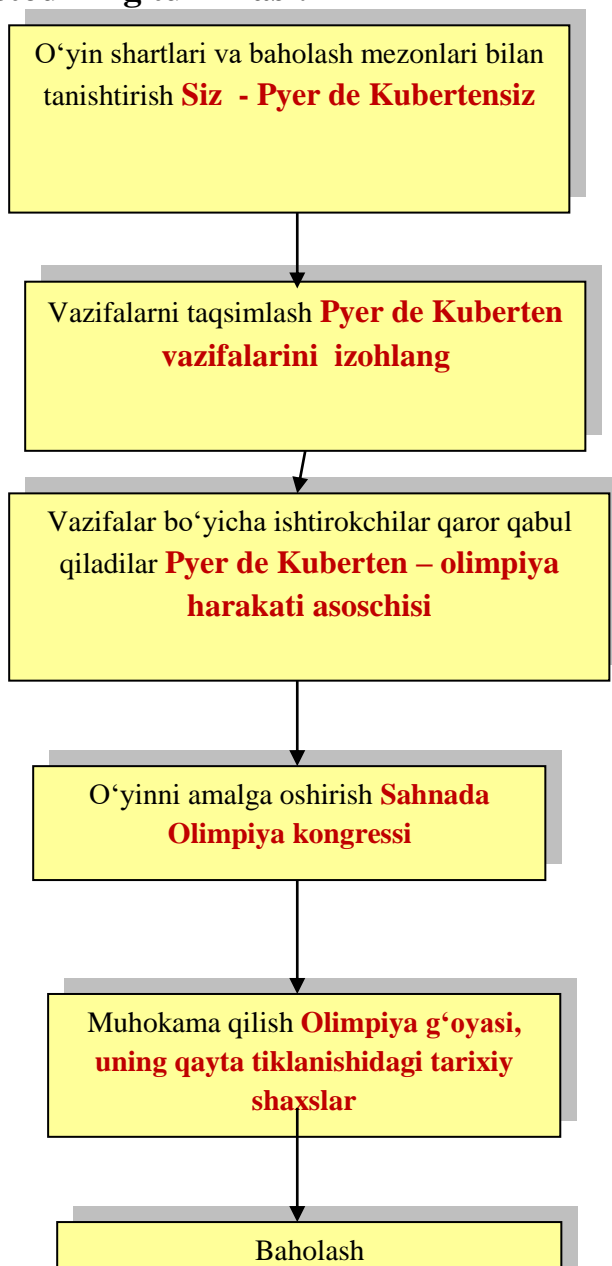 O‘yin shartlari va baholash mezonlari bilan
tanishtirish Siz - Pyer de Kubertensiz
Vazifalarni taqsimlash Pyer de Kuberten
vazifalarini izohlang
Vazifalar bo‘yicha ishtirokchilar qaror qabul
qiladilar Pyer de Kuberten – olimpiya
harakati asoschisi
O‘yinni amalga oshirish Sahnada
Olimpiya kongressi
Muhokama qilish Olimpiya g‘oyasi,
uning qayta tiklanishidagi tarixiy
shaxslar
Baholash